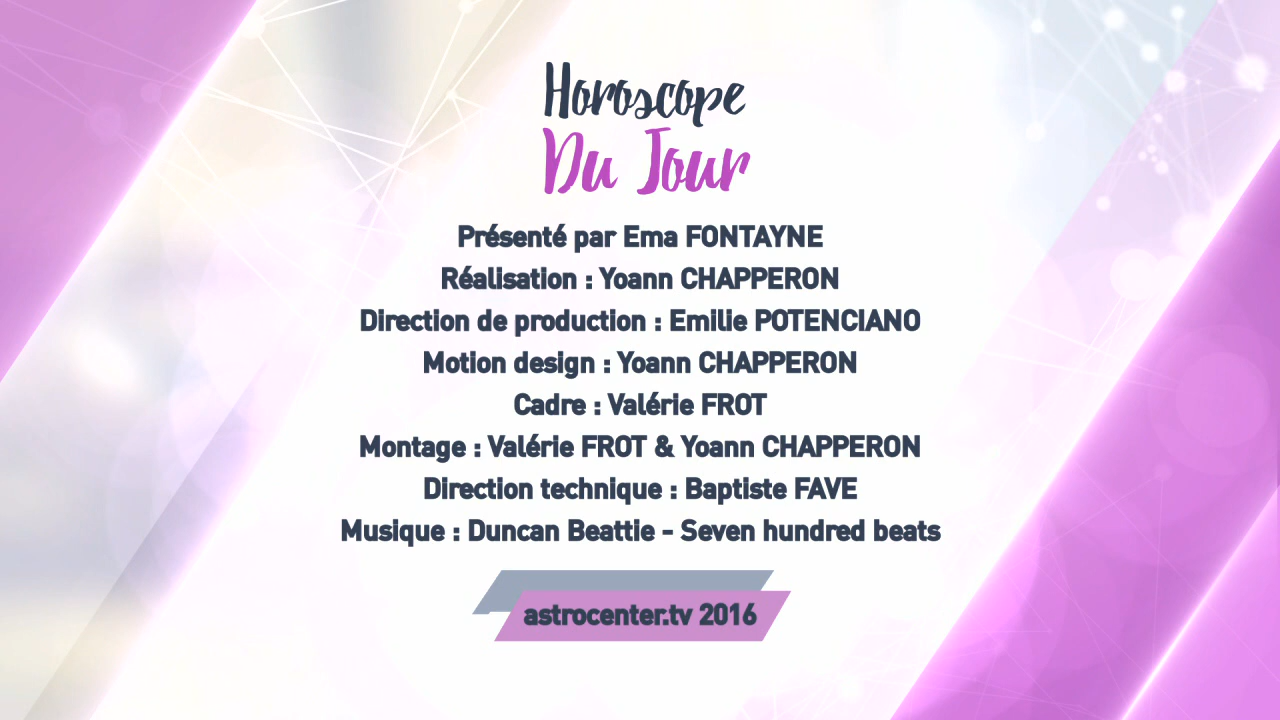 Horoscope
Du Jour
Présenté par Ema FONTAYNE
Réalisation : Yoann CHAPPERON
Direction de production : Emilie POTENCIANO
Motion design : Yoann CHAPPERON
Cadre : Valérie FROT
Montage : Valérie FROT & Yoann CHAPPERON
Direction technique : Baptiste FAVE
Musique : Duncan Beattie - Seven hundred beats
astrocenter.tv 2016